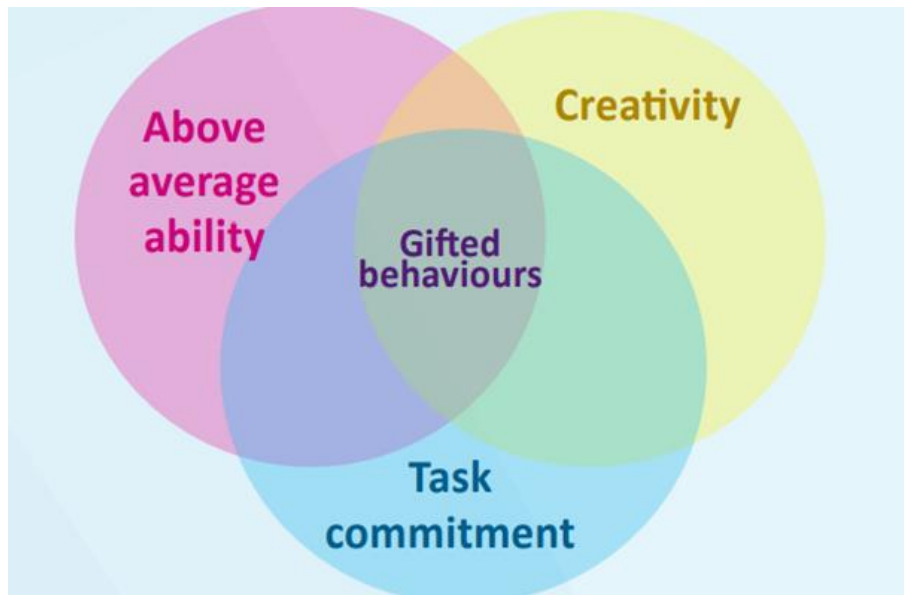 Above
average
ability
Creativity
Gifted
behaviours
Task
commitment